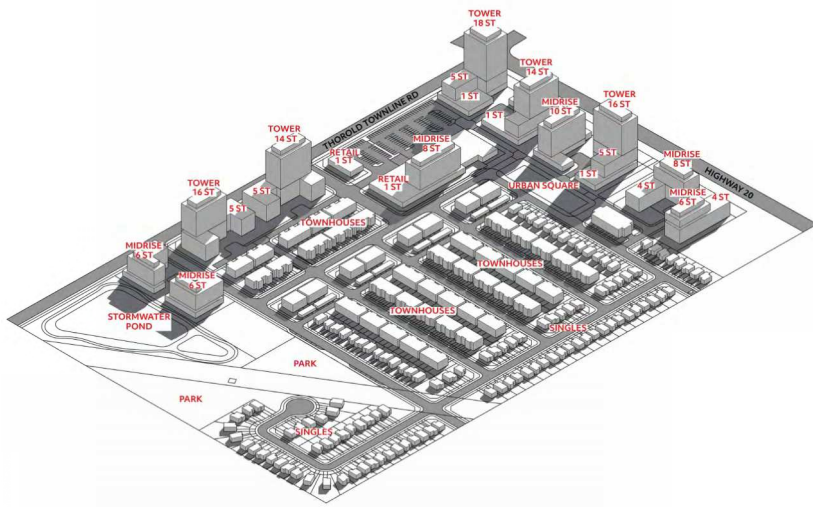 TOWER
18 ST
5 ST
1 ST
TOWER
14 ST
1 ST
MIDRISE
10 ST
TOWER
16 ST
5 ST
1 ST
THOROLD TOWNLINE RD
HIGHWAY 20
MIDRISE
8 ST
4 ST
MIDRISE
6 ST
4 ST
TOWER
14 ST
RETAIL
1 ST
MIDRISE
8 ST
RETAIL
1 ST
URBAN SQUARE
TOWER
16 ST
5 ST
5 ST
TOWNHOUSES
MIDRISE
6 ST
MIDRISE
6 ST
STORMWATER
POND
TOWNHOUSES
TOWNHOUSES
SINGLES
PARK
PARK
SINGLES